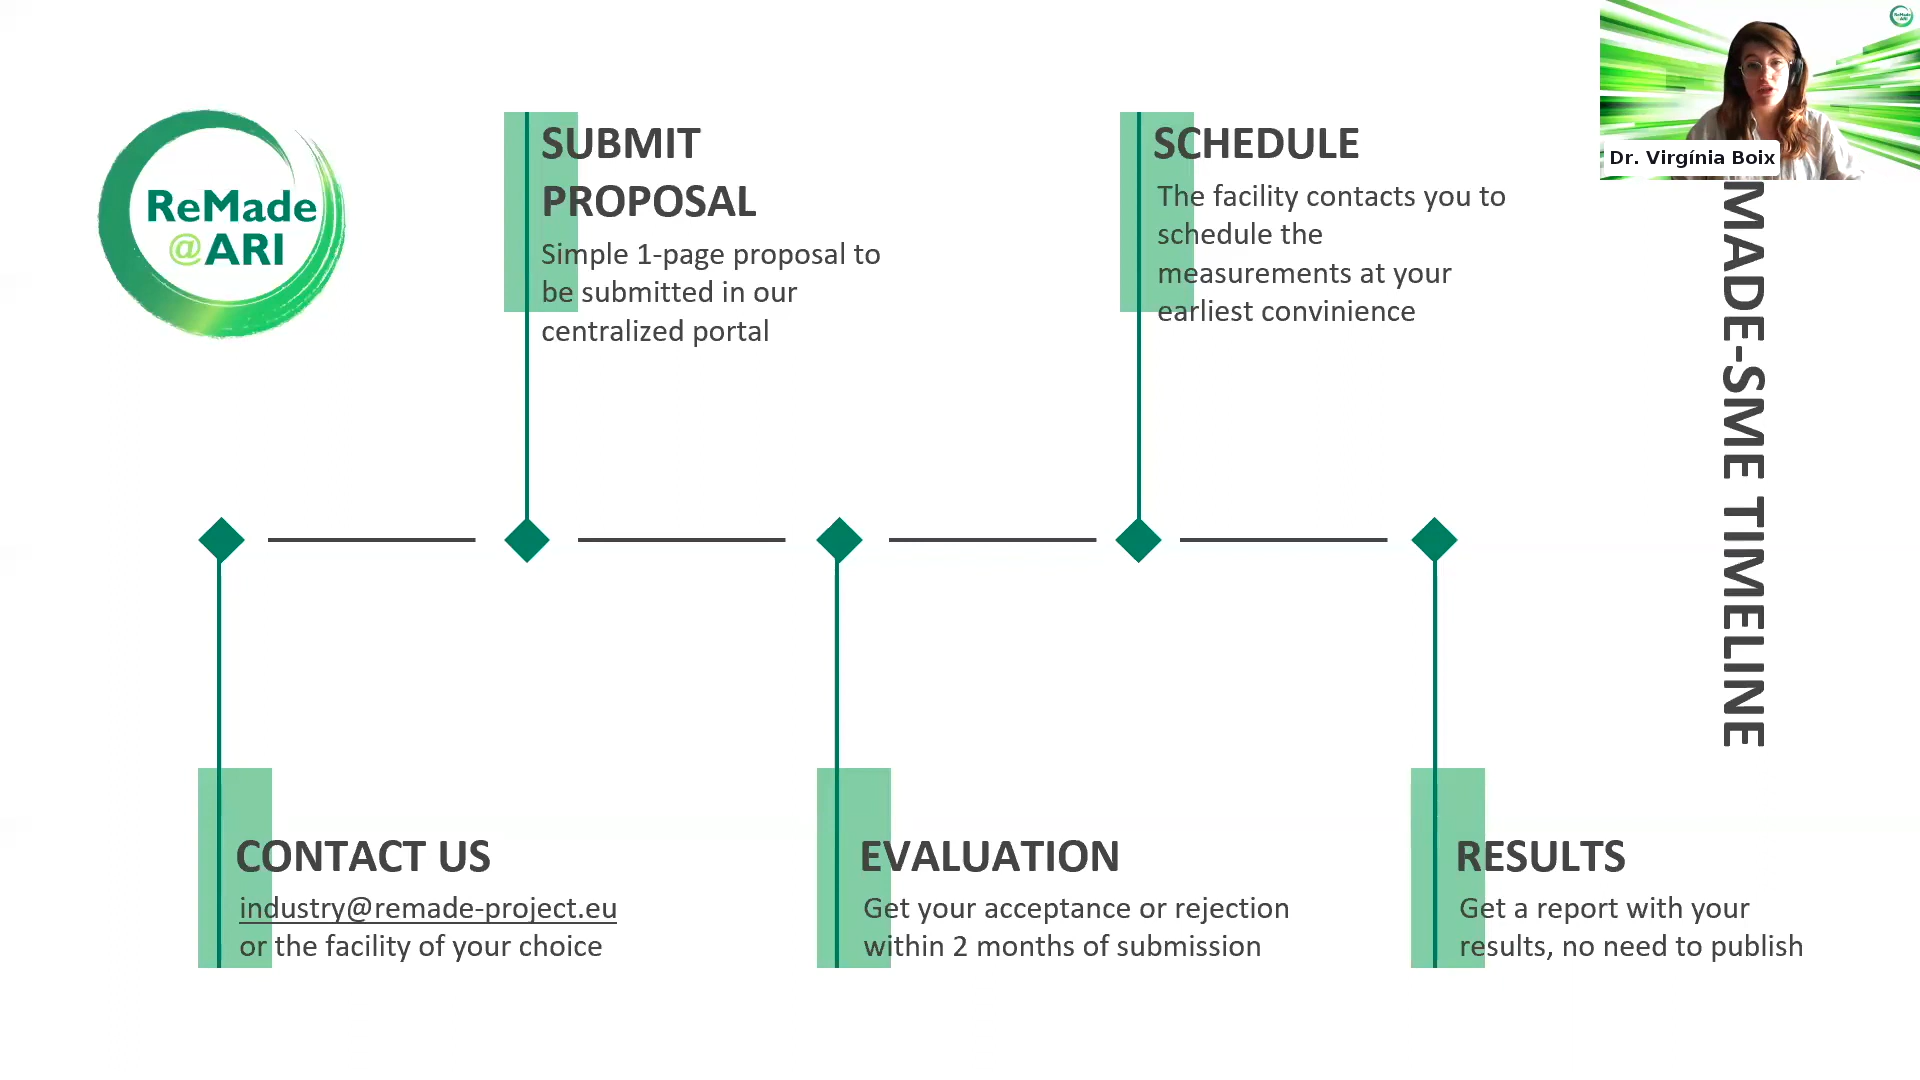 ReMade
@ARI
SUBMIT
PROPOSAL
Simple 1-page proposal to
be submitted in our
centralized portal
SCHEDULE
The facility contacts you to
schedule the
measurements at your
earliest convinience
ReMade
@ARI
Dr. Virgínia Boix
MADE-SME TIMELINE
CONTACT US
industry@remade-project.eu
or the facility of your choice
EVALUATION
Get your acceptance or rejection
within 2 months of submission
RESULTS
Get a report with your
results, no need to publish